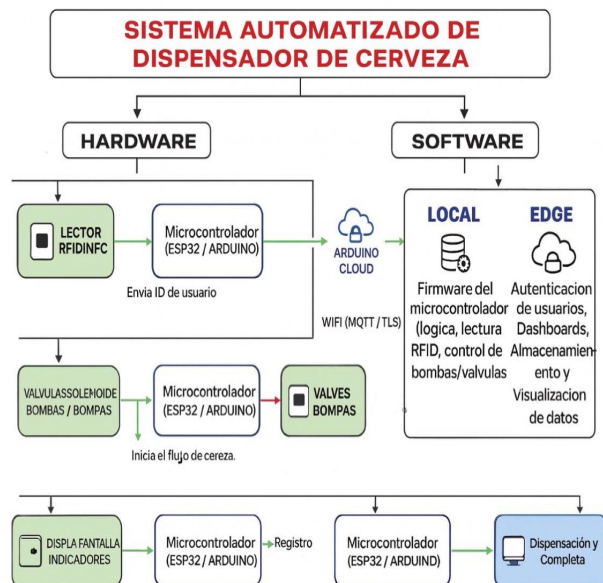 SISTEMA AUTOMATIZADO DE
DISPENSADOR DE CERVEZA
HARDWARE
SOFTWARE
LECTOR
RFIDINFC
Microcontrolador
(ESP32 / ARDUINO)
Envia ID de usuario
ARDUINO
CLOUD
WIFI (MQTT / TLS)
LOCAL
Firmware del
microcontrolador
(logica, lectura
RFID, control de
bombas/valvulas
EDGE
Autenticacion
de usuarios,
Dashboards,
Almacenamien-
ento y
Visualizacion
de datos
VALVULASSOLEMOIDE
BOMBAS / BOMPAS
Microcontrolador
(ESP32 / ARDUINO)
VALVES
BOMPAS
Inicia el flujo de cereza.
DISPLA FANTALLA
INDICADORES
Microcontrolador
(ESP32 / ARDUINO)
Registro
Microcontrolador
(ESP32 / ARDUIND)
Dispensación y
Completa